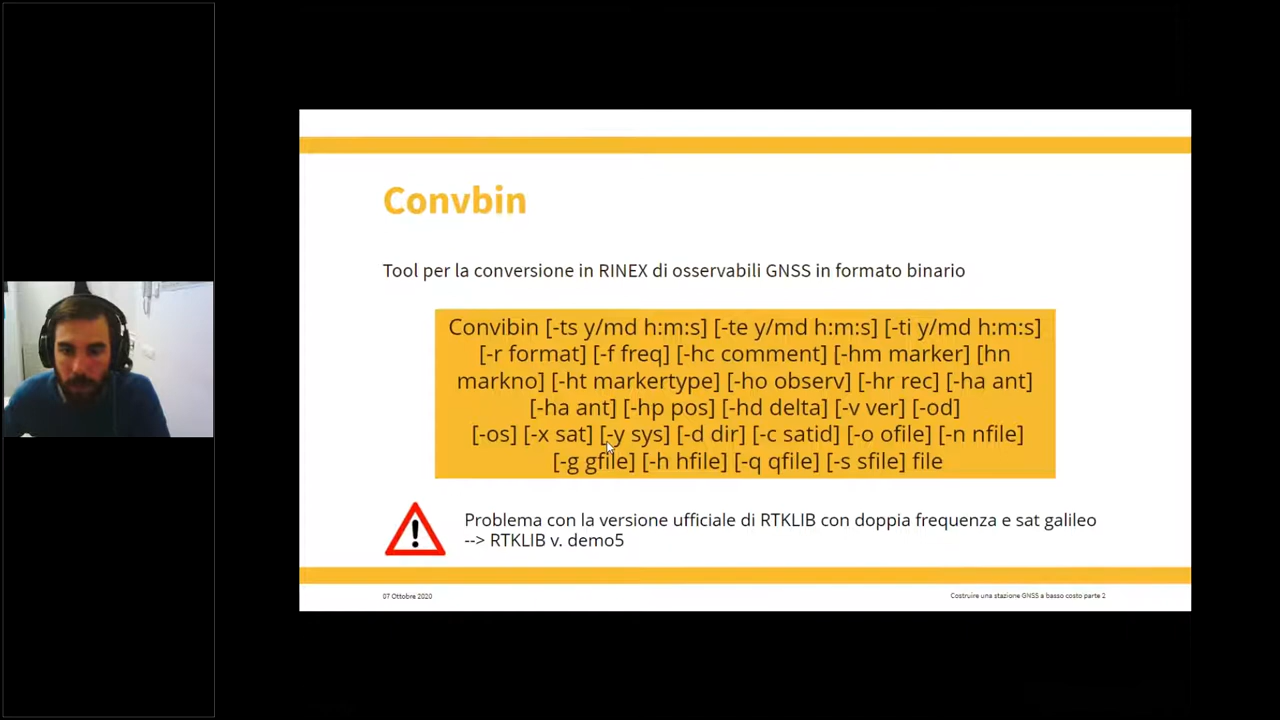 Convbin
Tool per la conversione in RINEX di osservabili GNSS in formato binario
Convibin [-ts y/md h:m:s] [-te y/md h:m:s] [-ti y/md h:m:s]
[-r format] [-f freq] [-hc comment] [-hm marker] [hn
markno] [-ht markertype] [-ho observ] [-hr rec] [-ha ant]
[-ha ant] [-hp pos] [-hd delta] [-v ver] [-od]
[-os] [-x sat] [-y sys] [-d dir] [-c satid] [-o ofile] [-n nfile]
[-g gfile] [-h hfile] [-q qfile] [-s sfile] file
Problema con la versione ufficiale di RTKLIB con doppia frequenza e sat galileo
--> RTKLIB v. demo5
07 Ottobre 2020
Costruire una stazione GNSS a basso costo parte 2